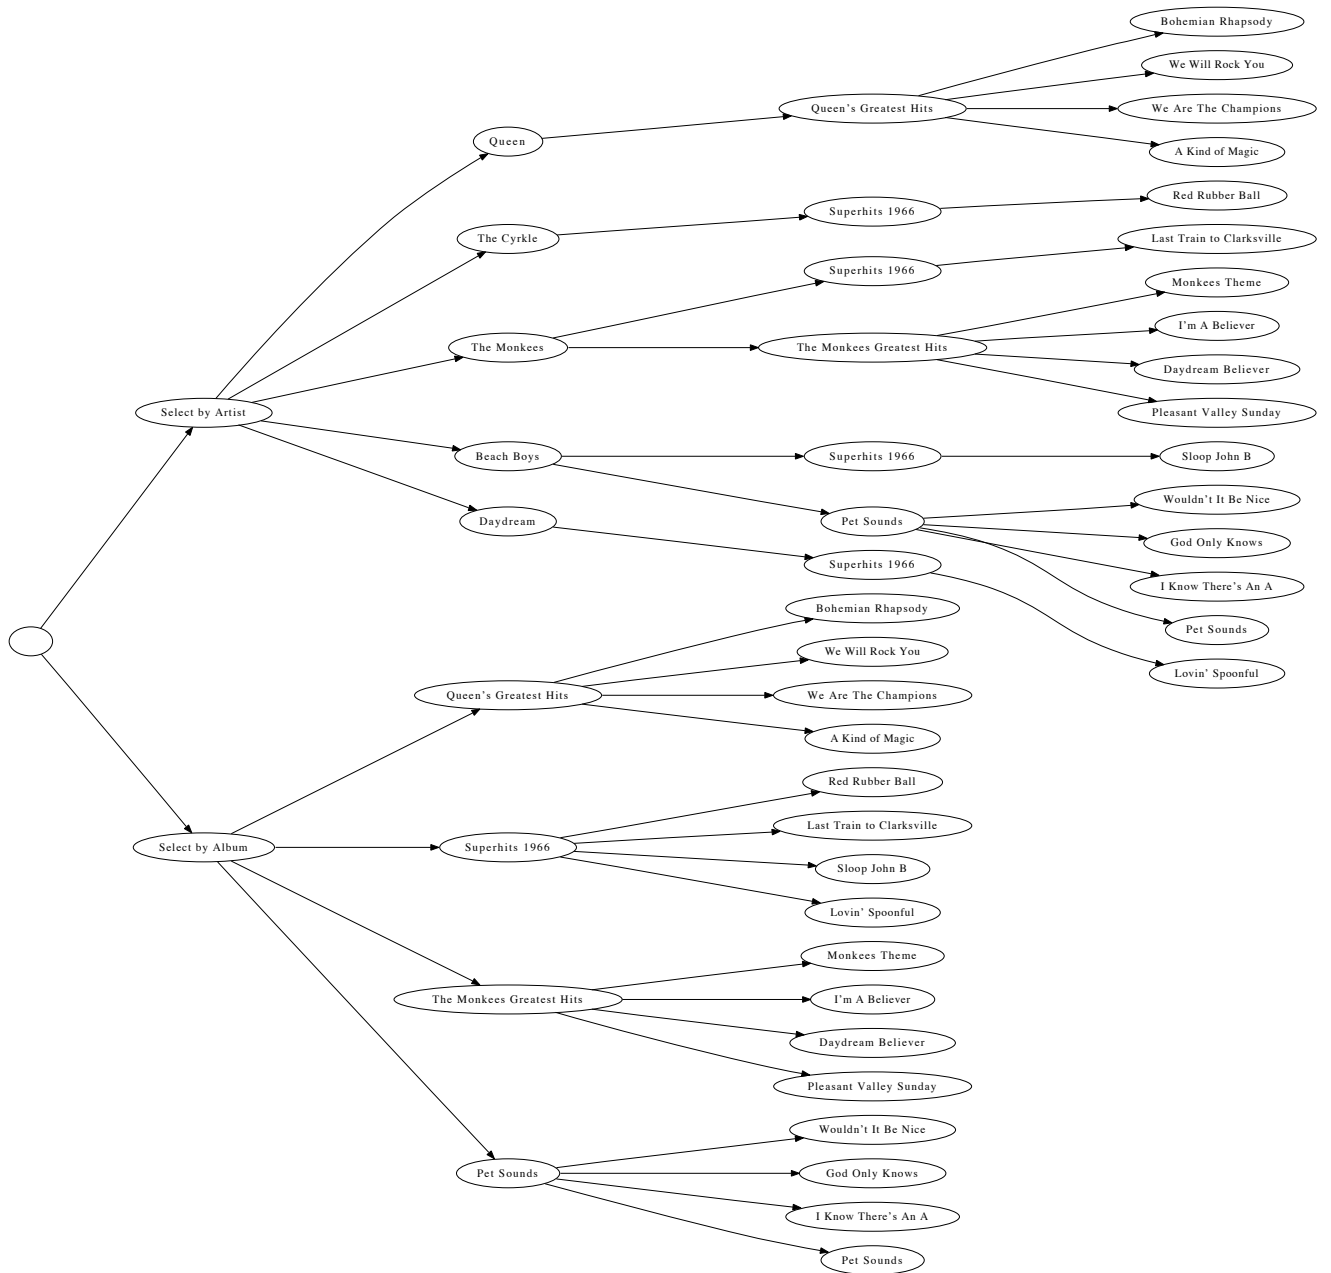 Bohemian Rhapsody
We Will Rock You
Queen's Greatest Hits
We Are The Champions
Queen
A Kind of Magic
Red Rubber Ball
Superhits 1966
The Cyrkle
Last Train to Clarksville
Superhits 1966
Monkees Theme
I'm A Believer
The Monkees
The Monkees Greatest Hits
Daydream Believer
Select by Artist
Pleasant Valley Sunday
Beach Boys
Superhits 1966
Sloop John B
Wouldn't It Be Nice
Daydream
Pet Sounds
God Only Knows
Superhits 1966
I Know There's An A
Bohemian Rhapsody
Pet Sounds
We Will Rock You
Lovin' Spoonful
Queen's Greatest Hits
We Are The Champions
A Kind of Magic
Red Rubber Ball
Last Train to Clarksville
Select by Album
Superhits 1966
Sloop John B
Lovin' Spoonful
Monkees Theme
The Monkees Greatest Hits
I'm A Believer
Daydream Believer
Pleasant Valley Sunday
Wouldn't It Be Nice
Pet Sounds
God Only Knows
I Know There's An A
Pet Sounds